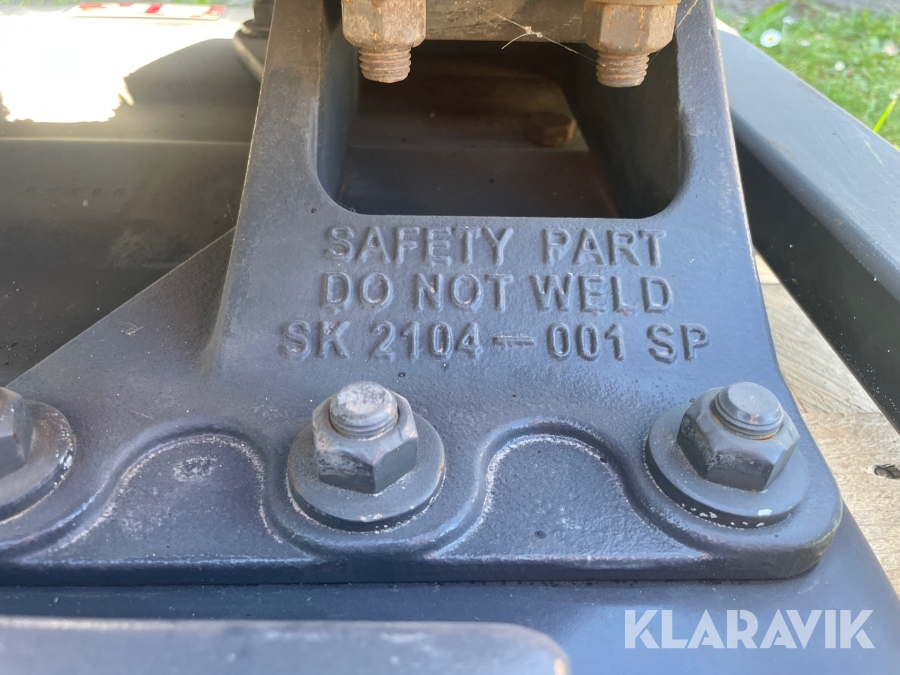 SAFETY PART
DO NOT WELD
SK 2104-001 SP
KLARAVIK